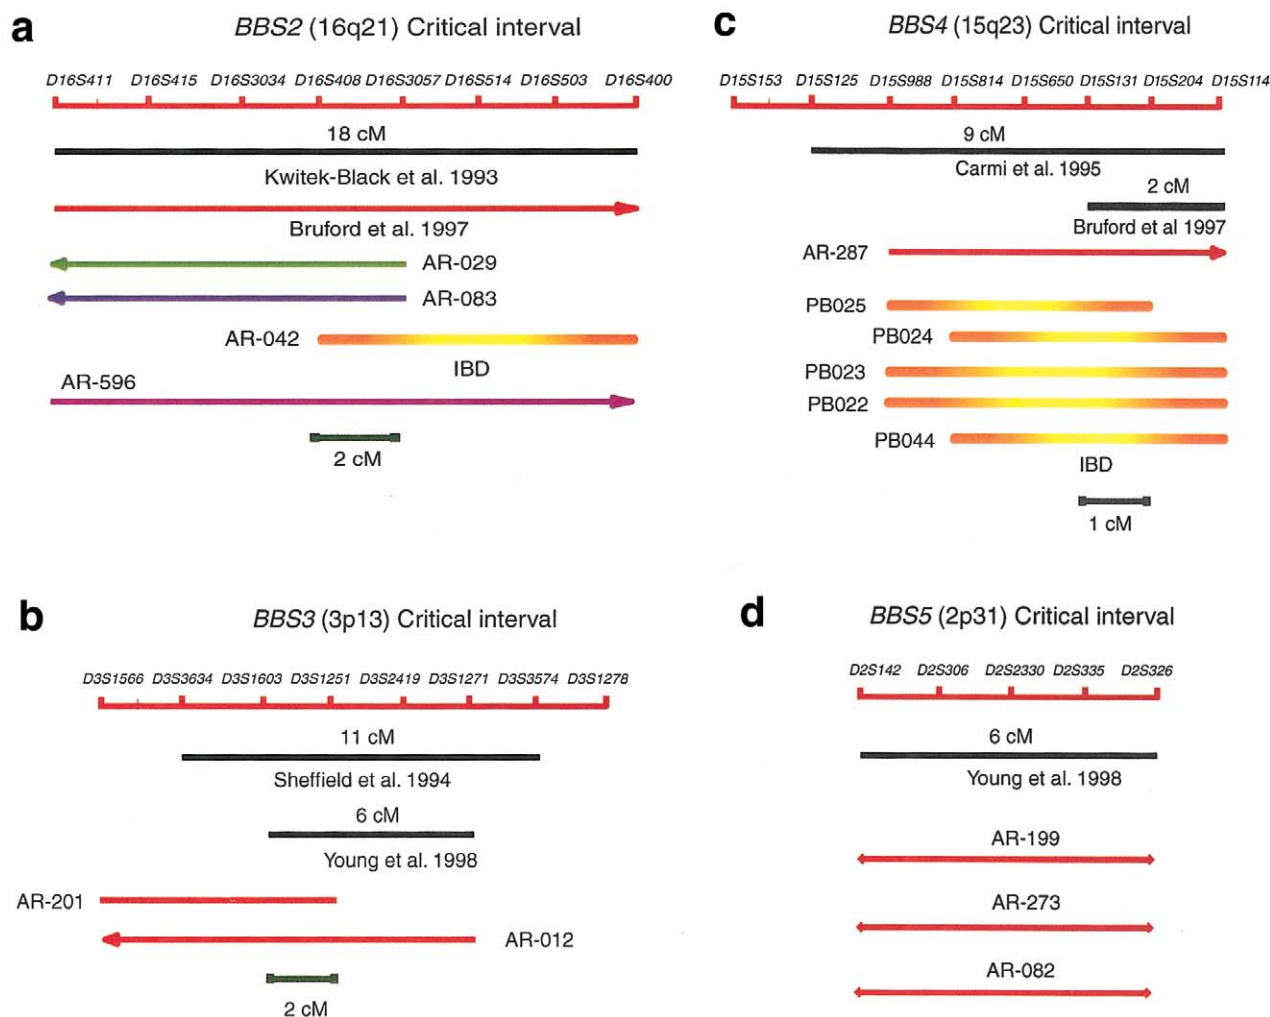 a
BBS2 (16q21) Critical interval
D16S411 D16S415 D16S3034 D16S408 D16S3057 D16S514 D16S503 D16S400
18 cM
Kwitek-Black et al. 1993
Bruford et al. 1997
AR-029
AR-083
AR-042
IBD
AR-596
2 cM
c
BBS4 (15q23) Critical interval
D15S153 D15S125 D15S988 D15S814 D15S650 D15S131 D15S204 D15S114
9 cM
Carmi et al. 1995
2 cM
Bruford et al 1997
AR-287
PB025
PB024
PB023
PB022
PB044
IBD
1 cM
b
BBS3 (3p13) Critical interval
D3S1566 D3S3634 D3S1603 D3S1251 D3S2419 D3S1271 D3S3574 D3S1278
11 cM
Sheffield et al. 1994
6 cM
Young et al. 1998
AR-201
AR-012
2 cM
d
BBS5 (2p31) Critical interval
D2S142 D2S306 D2S2330 D2S335 D2S326
6 cM
Young et al. 1998
AR-199
AR-273
AR-082